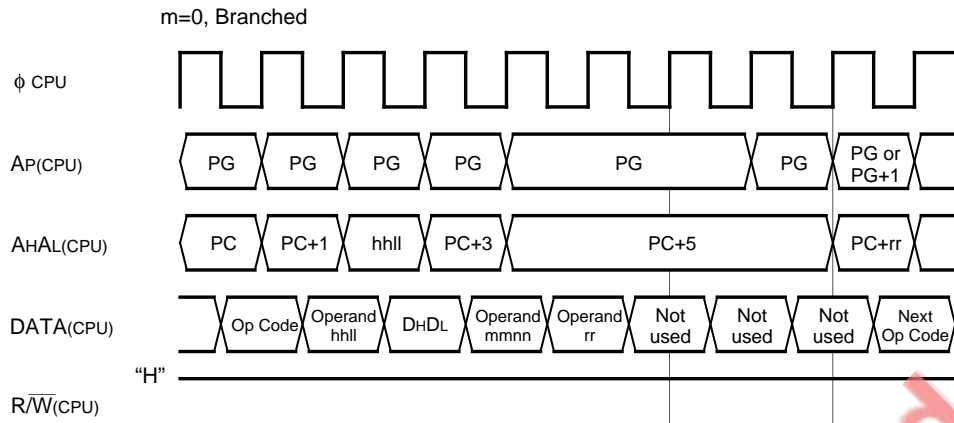 m=0, Branched
ϕ CPU
AP(CPU)
PG
PG
PG
PG
PG
PG
PG or
PG+1
AHAL(CPU)
PC
PC+1
hhll
PC+3
PC+5
PC+rr
DATA(CPU)
Op Code
Operand
hhll
DHDL
Operand
mmnn
Operand
rr
Not
used
Not
used
Not
used
Next
Op Code
“H”
R/W̅(CPU)